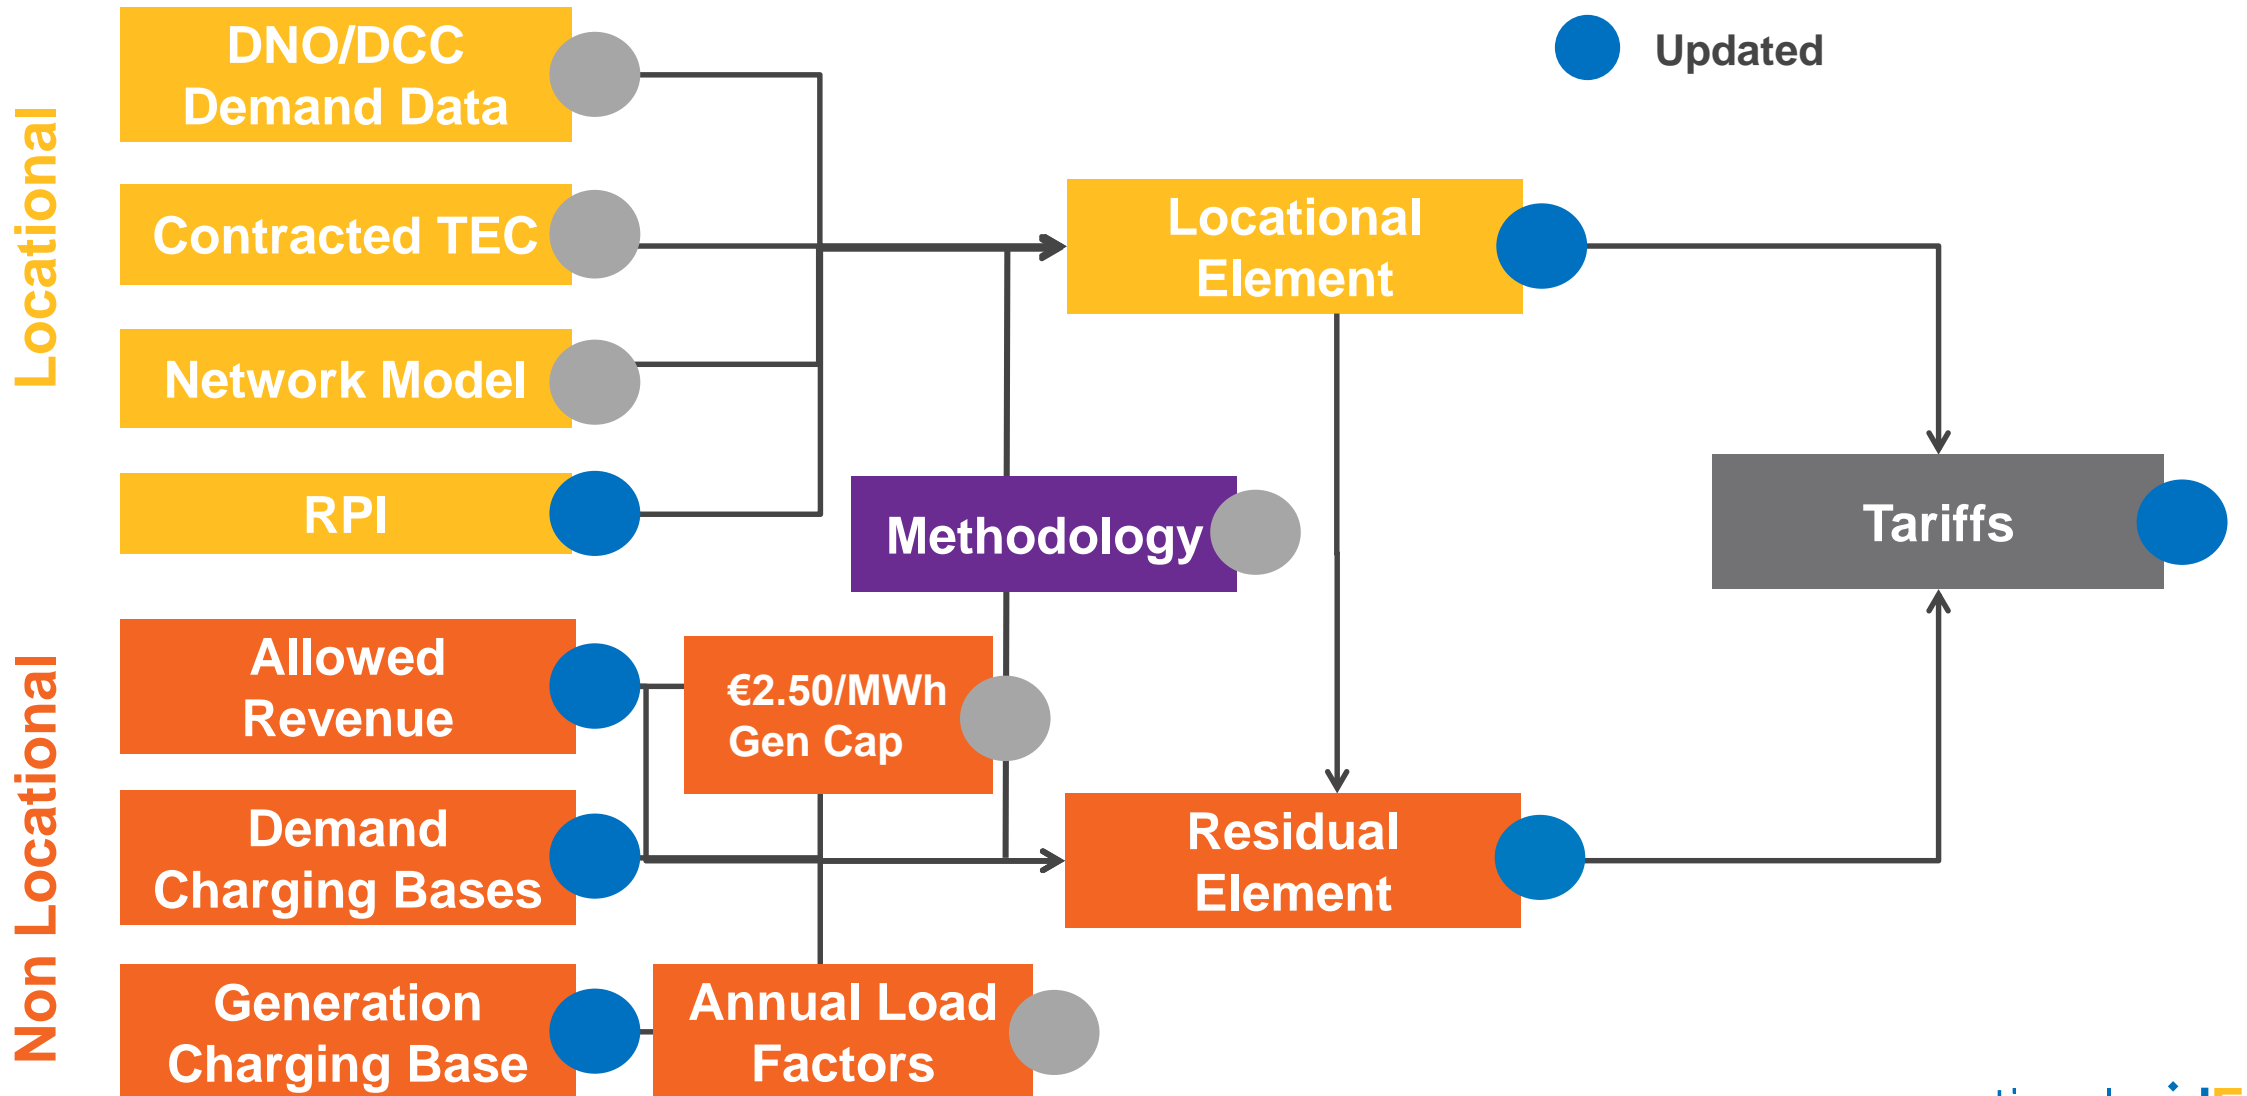 Updated
Locational
DNO/DCC
Demand Data
Contracted TEC
Network Model
RPI
Locational
Element
Methodology
Tariffs
Non Locational
Allowed
Revenue
€2.50/MWh
Gen Cap
Demand
Charging Bases
Residual
Element
Generation
Charging Base
Annual Load
Factors